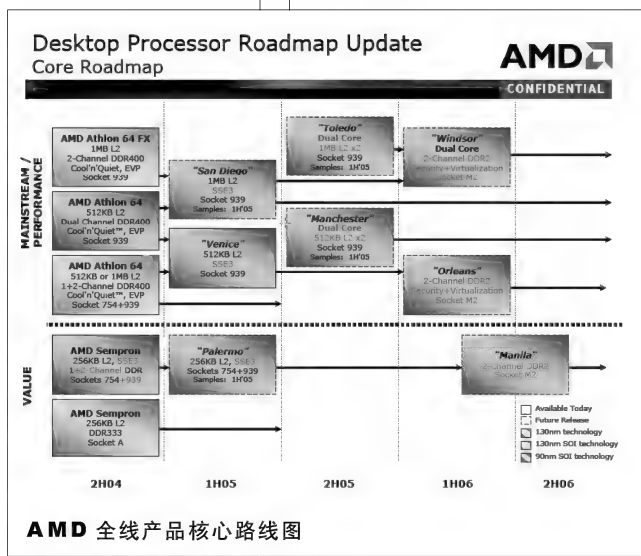 Desktop Processor Roadmap Update
Core Roadmap
AMD
CONFIDENTIAL
MAINSTREAM /
PERFORMANCE
AMD Athlon 64 FX
1MB L2
2-Channel DDR400
Cool'n'Quiet, EVP
Socket 939
AMD Athlon 64
512KB L2
Dual Channel DDR400
Cool'n'Quiet™, EVP
Socket 939
AMD Athlon 64
512KB or 1MB L2
1+2-Channel DDR400
Cool'n'Quiet™, EVP
Socket 754+939
"San Diego"
1MB L2
SSE3
Socket 939
Samples: 1H'05
"Venice"
512KB L2
SSE3
Socket 939
"Toledo"
Dual Core
1MB L2 x2
Socket 939
Samples: 1H'05
"Manchester"
Dual Core
512KB L2 x2
Socket 939
Samples: 1H'05
"Windsor"
Dual Core
2-Channel DDR2
Security+Virtualization
Socket M2
"Orleans"
2-Channel DDR2
Security+Virtualization
Socket M2
VALUE
AMD Sempron
256KB L2, SSE3
1+2-Channel DDR
Sockets 754+939
AMD Sempron
256KB L2
DDR333
Socket A
"Palermo"
256KB L2, SSE3
Sockets 754+939
Samples: 1H'05
"Manila"
2-Channel DDR2
Socket M2
Available Today
Future Release
130nm technology
130nm SOI technology
90nm SOI technology
2H04
1H05
2H05
1H06
2H06
AMD 全线产品核心路线图